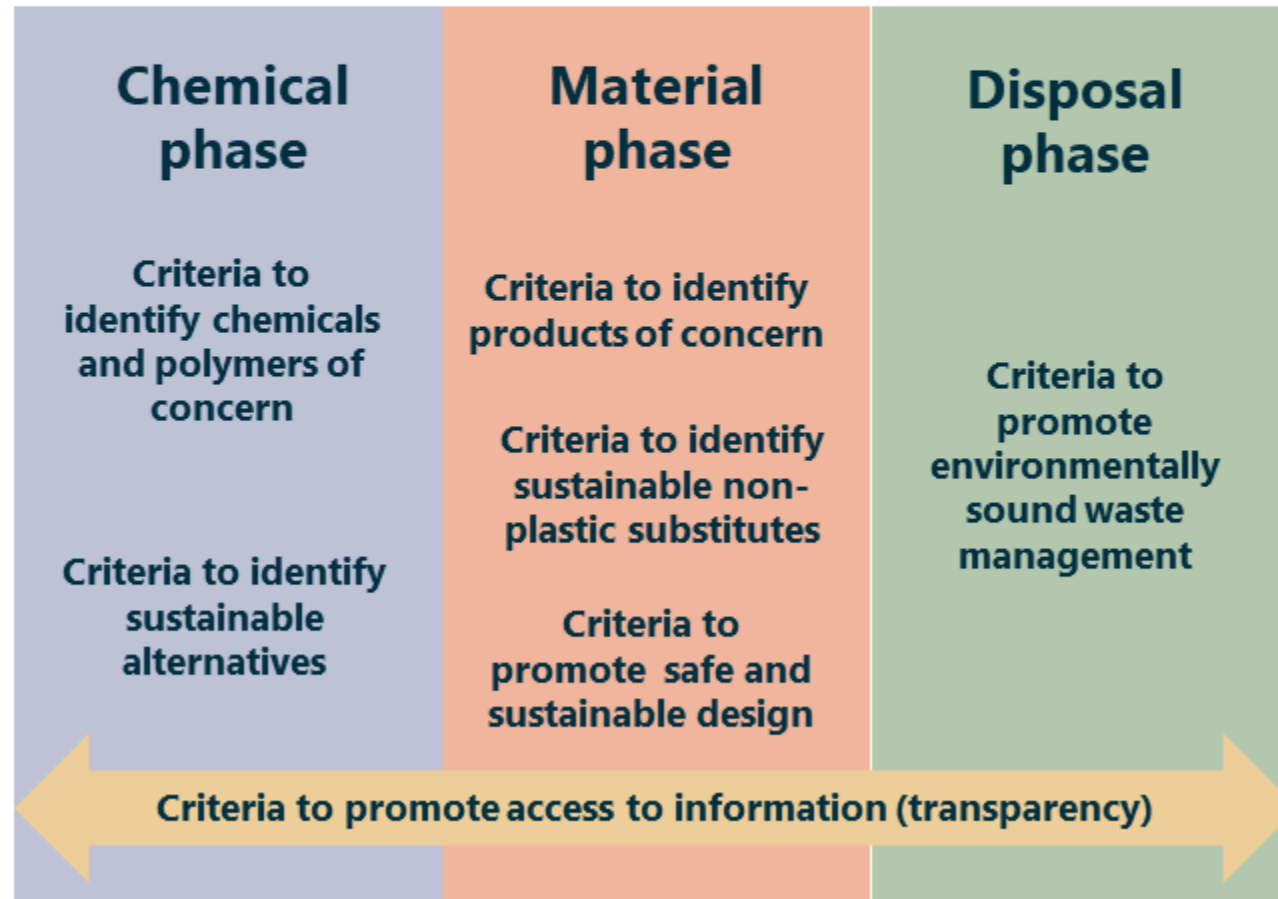 Chemical
phase
Criteria to
identify chemicals
and polymers of
concern
Criteria to identify
sustainable
alternatives
Material
phase
Criteria to identify
products of concern
Criteria to identify
sustainable non-
plastic substitutes
Criteria to
promote safe and
sustainable design
Disposal
phase
Criteria to
promote
environmentally
sound waste
management
Criteria to promote access to information (transparency)